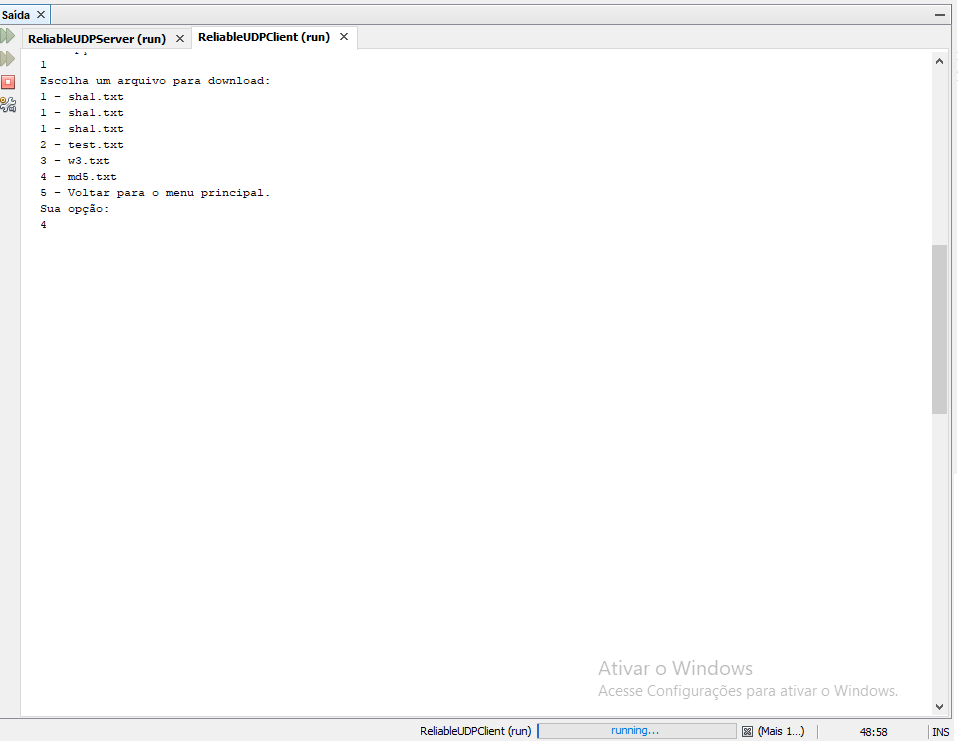 Saída
ReliableUDPServer (run)
ReliableUDPClient (run)
1
Escolha um arquivo para download:
1 - sha1.txt
1 - sha1.txt
1 - sha1.txt
2 - test.txt
3 - w3.txt
4 - md5.txt
5 - Voltar para o menu principal.
Sua opção:
4
Ativar o Windows
Acesse Configurações para ativar o Windows.
ReliableUDPClient (run)
running...
(Mais 1...)
48:58
INS